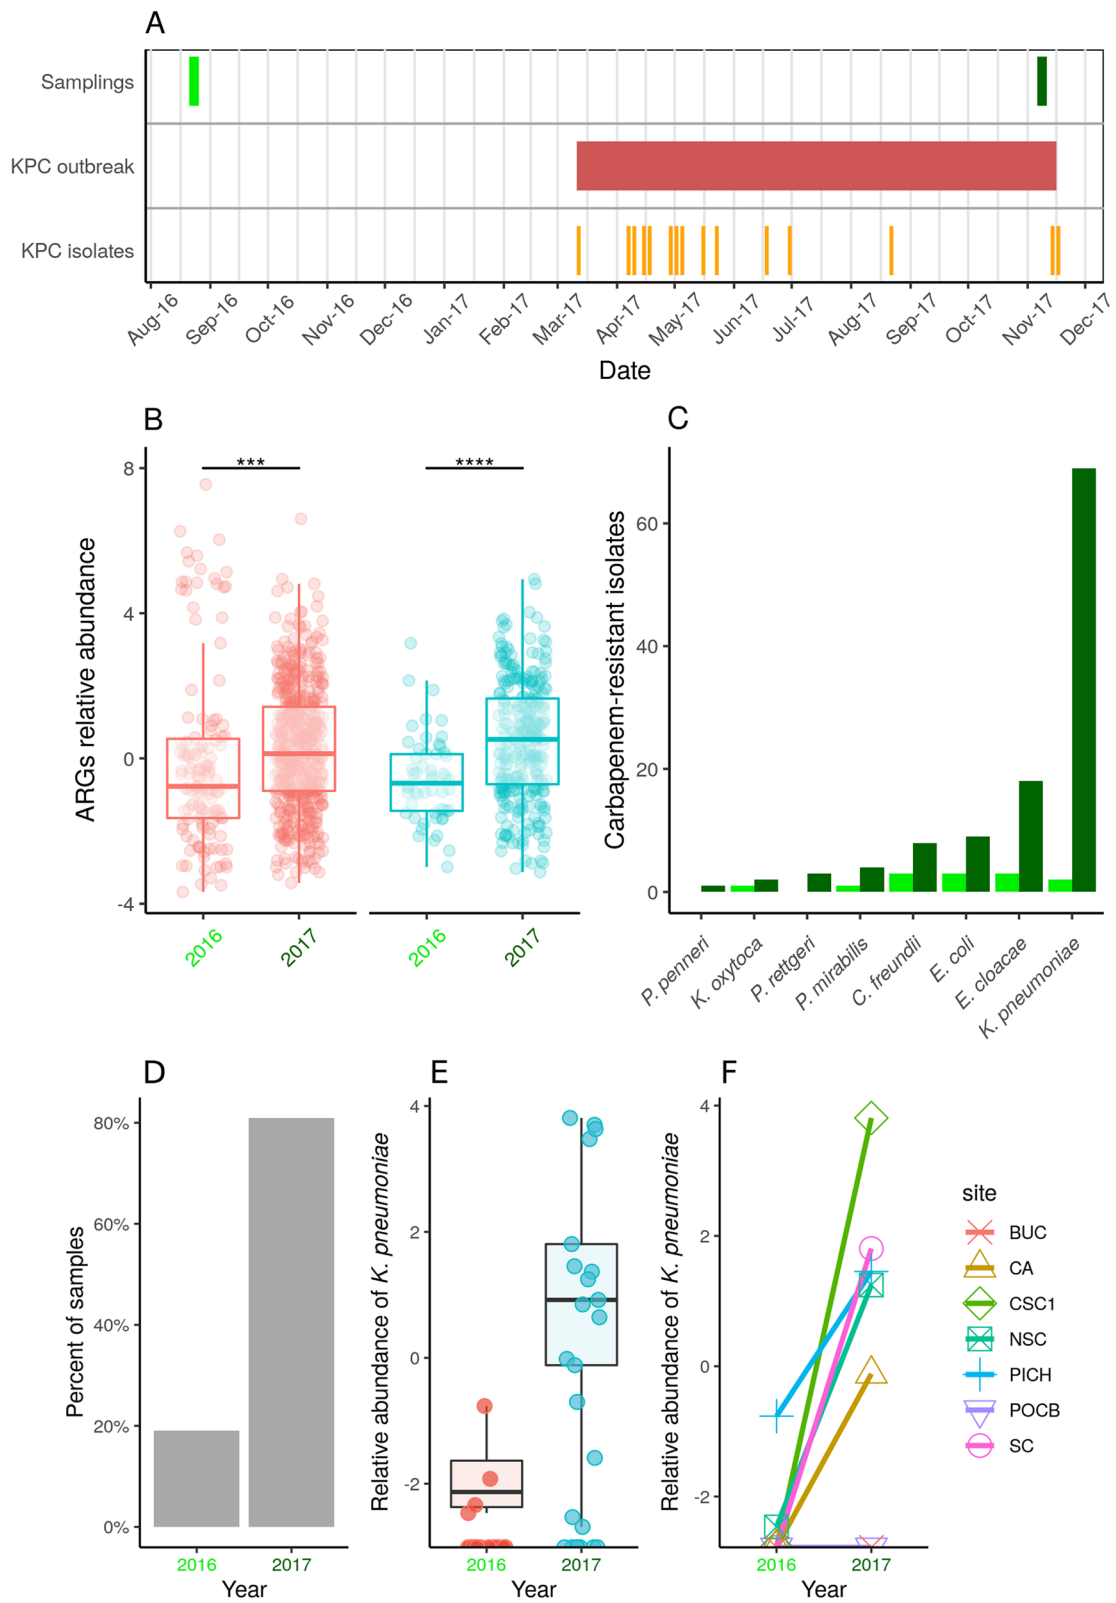 A
Samplings
KPC outbreak
KPC isolates
Aug-16 Sep-16 Oct-16 Nov-16 Dec-16 Jan-17 Feb-17 Mar-17 Apr-17 May-17 Jun-17 Jul-17 Aug-17 Sep-17 Oct-17 Nov-17 Dec-17
Date
B
ARGs relative abundance
8
4
0
-4
*** ****
2016 2017 2016 2017
C
Carbapenem-resistant isolates
60
40
20
0
P. penneri K. oxytoca P. rettgeri P. mirabilis C. freundii E. coli E. cloacae K. pneumoniae
D
Percent of samples
80%
60%
40%
20%
0%
2016 2017
Year
E
Relative abundance of K. pneumoniae
4
2
0
-2
2016 2017
Year
F
Relative abundance of K. pneumoniae
4
2
0
-2
2016 2017
Year
site
BUC
CA
CSC1
NSC
PICH
POCB
SC